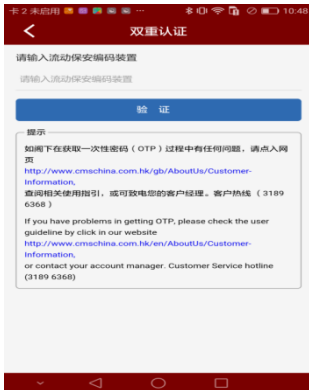 卡2 未启用 ··· 10:48
双重认证
请输入流动保安编码装置
请输入流动保安编码装置
验 证
提示
如阁下在获取一次性密码（OTP）过程中有任何问题，请点入网
页
http://www.cmschina.com.hk/gb/AboutUs/Customer-
Information,
查阅相关使用指引，或可致电您的客户经理。客户热线（3189
6368）
If you have problems in getting OTP, please check the user
guideline by click in our website
http://www.cmschina.com.hk/en/AboutUs/Customer-
Information,
or contact your account manager. Customer Service hotline
(3189 6368)